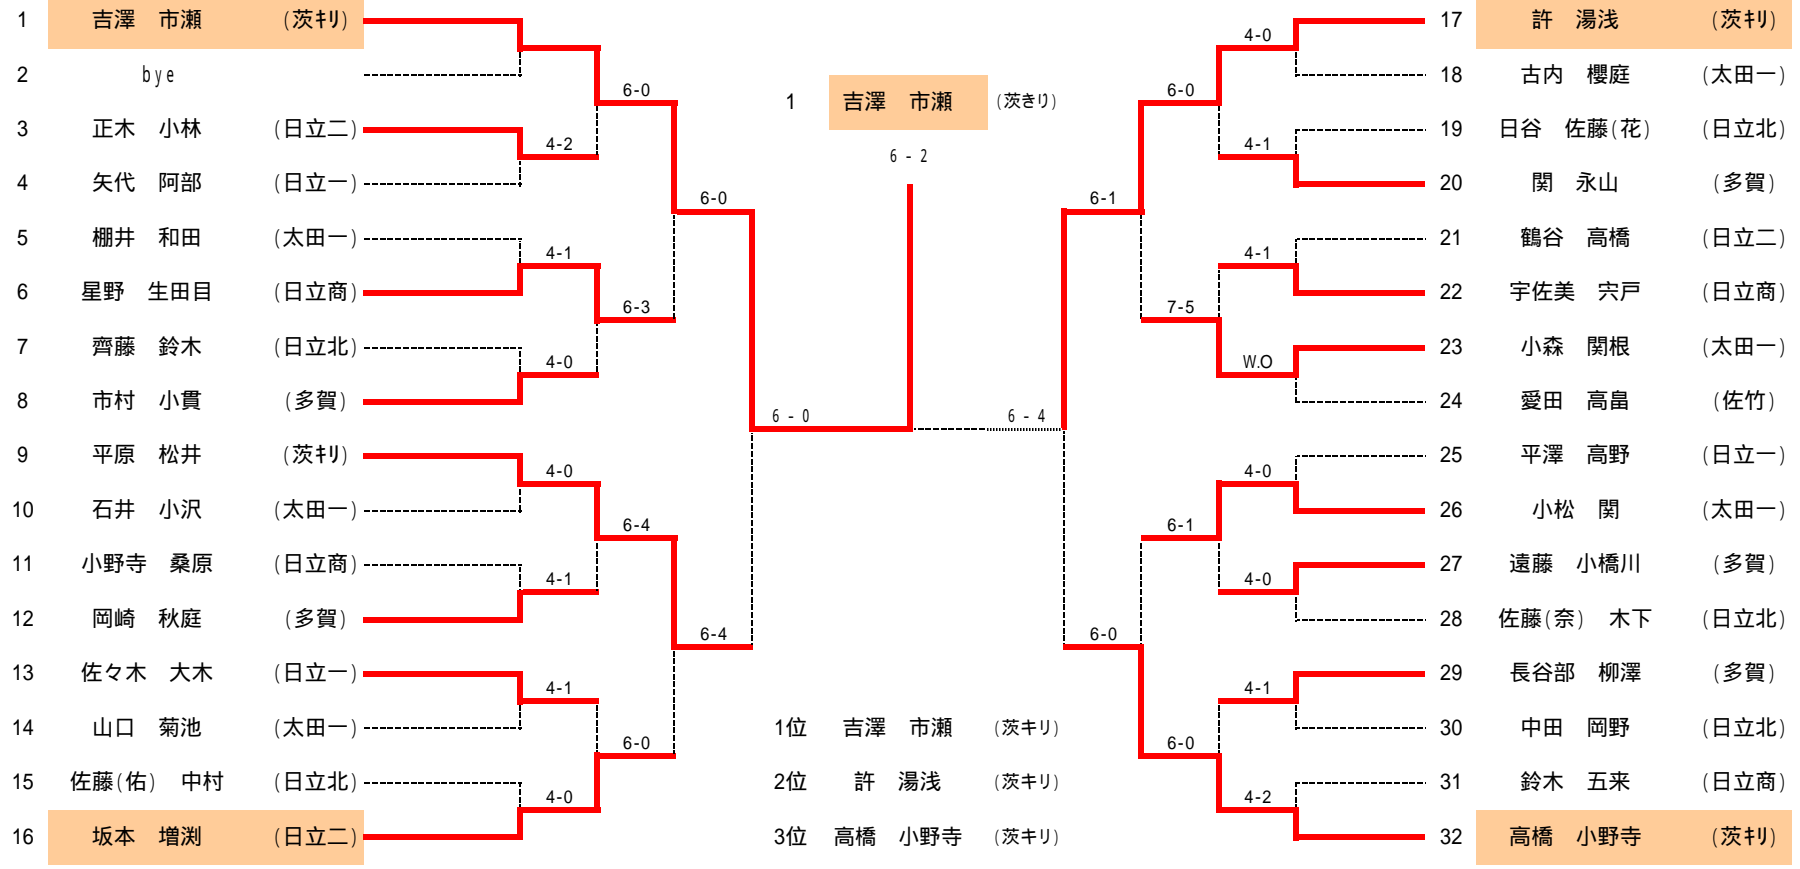 1 吉澤 市瀬 (茨キリ)
2 bye
3 正木 小林 (日立二)
4 矢代 阿部 (日立一)
5 棚井 和田 (太田一)
6 星野 生田目 (日立商)
7 齊藤 鈴木 (日立北)
8 市村 小貫 (多賀)
9 平原 松井 (茨キリ)
10 石井 小沢 (太田一)
11 小野寺 桑原 (日立商)
12 岡崎 秋庭 (多賀)
13 佐々木 大木 (日立一)
14 山口 菊池 (太田一)
15 佐藤(佑) 中村 (日立北)
16 坂本 増渕 (日立二)
4-2
4-1
4-0
4-0
4-1
4-1
4-0
6-0
6-3
6-4
6-0
6-0
6-4
6-0
1 吉澤 市瀬 (茨きり)
6-2
6-4
1位 吉澤 市瀬 (茨キリ)
2位 許 湯浅 (茨キリ)
3位 高橋 小野寺 (茨キリ)
6-1
6-0
6-0
7-5
6-1
6-0
4-0
4-1
4-1
W.O
4-0
4-0
4-1
4-2
17 許 湯浅 (茨キリ)
18 古内 櫻庭 (太田一)
19 日谷 佐藤(花) (日立北)
20 関 永山 (多賀)
21 鶴谷 高橋 (日立二)
22 宇佐美 宍戸 (日立商)
23 小森 関根 (太田一)
24 愛田 高畠 (佐竹)
25 平澤 高野 (日立一)
26 小松 関 (太田一)
27 遠藤 小橋川 (多賀)
28 佐藤(奈) 木下 (日立北)
29 長谷部 柳澤 (多賀)
30 中田 岡野 (日立北)
31 鈴木 五来 (日立商)
32 高橋 小野寺 (茨キリ)